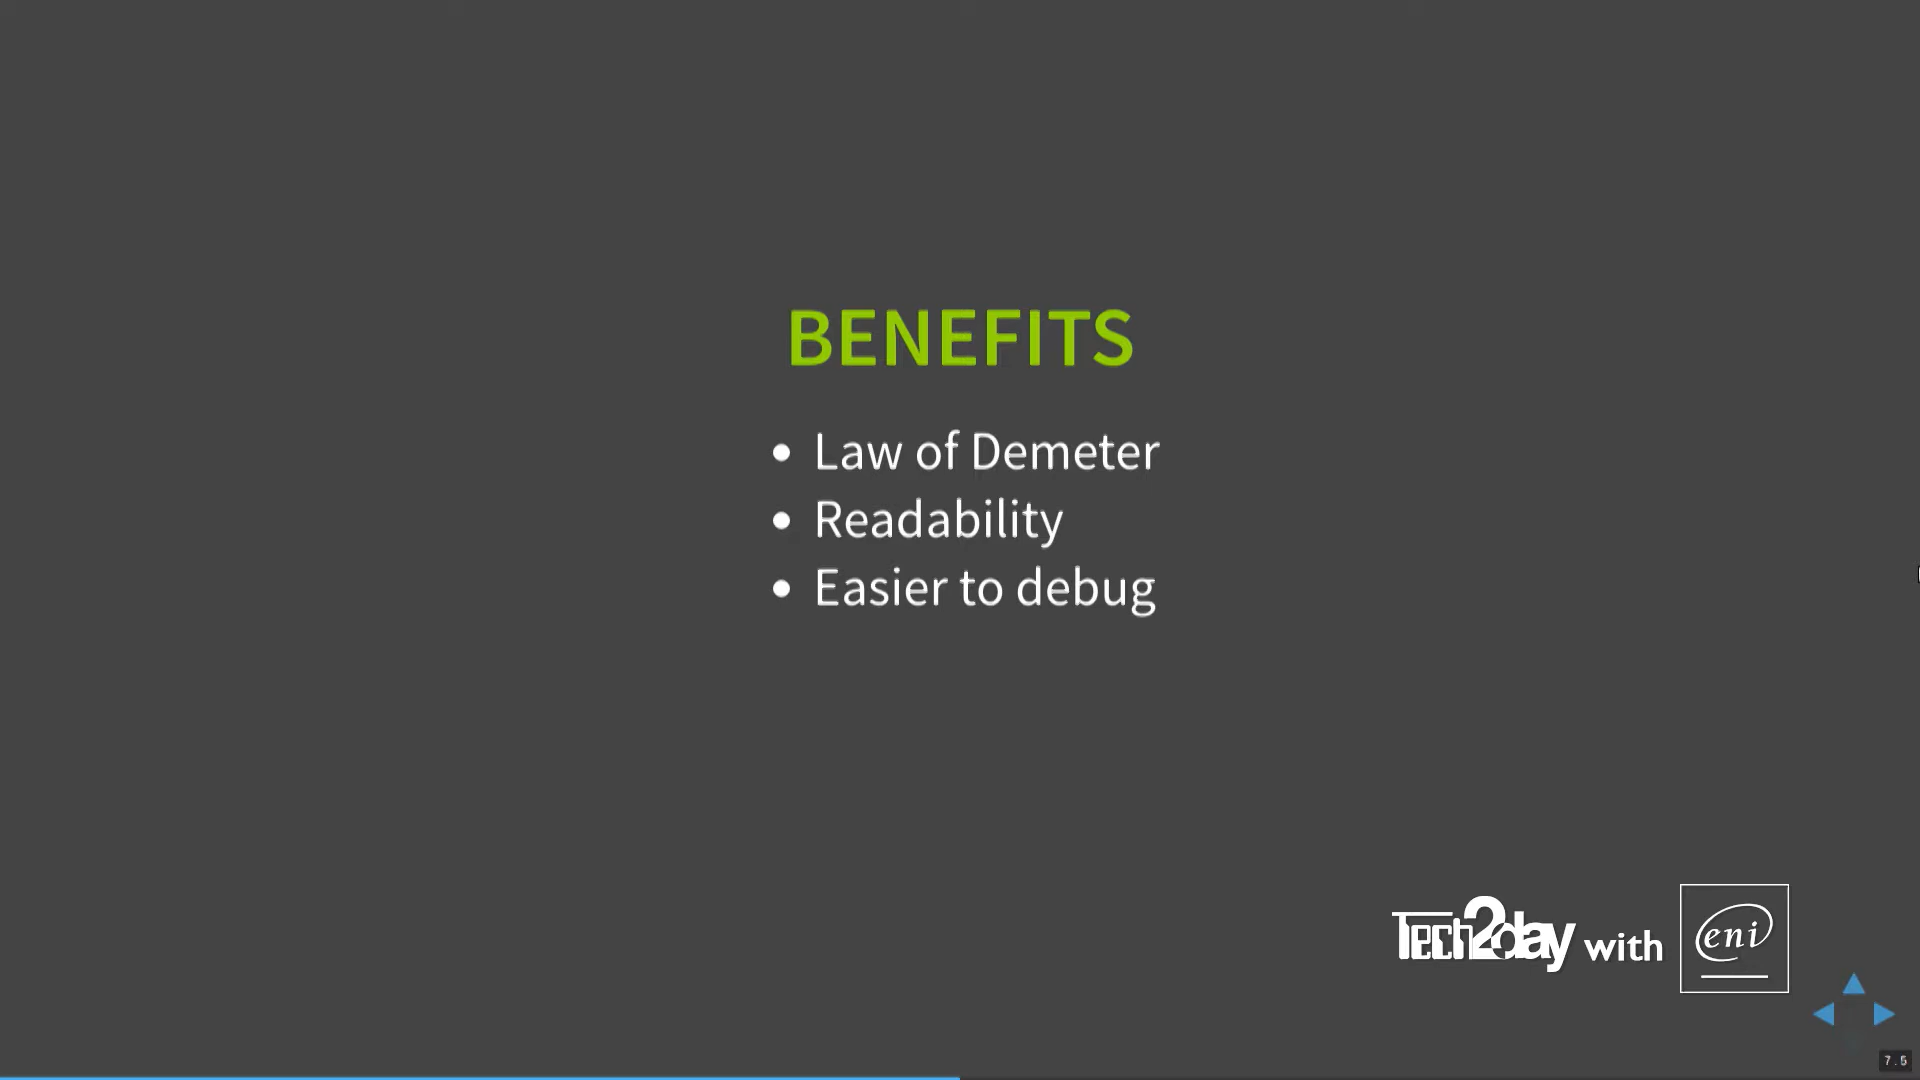 BENEFITS
Law of Demeter
Readability
Easier to debug
Tech2day with eni
7.5